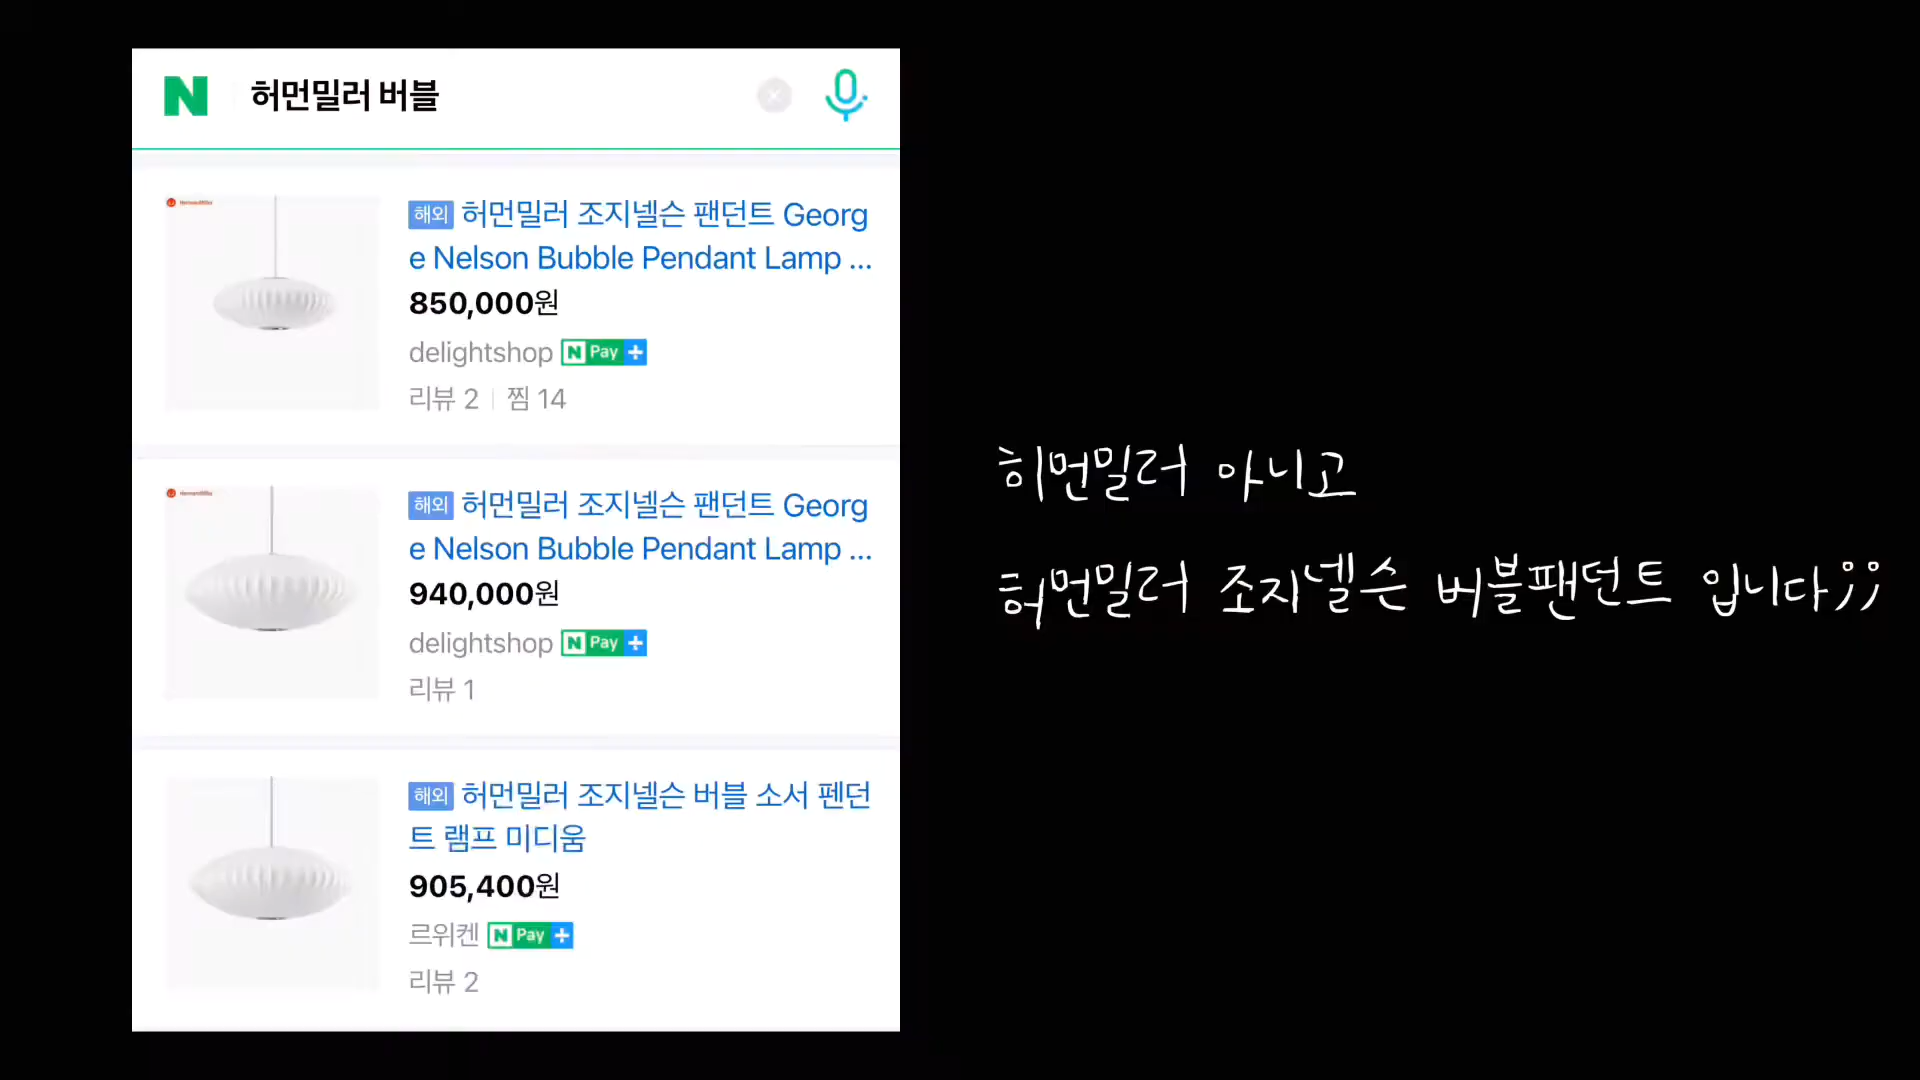 N 허먼밀러 버블
HermanMiller
해외 허먼밀러 조지넬슨 팬던트 Georg
e Nelson Bubble Pendant Lamp ...
850,000원
delightshop N Pay +
리뷰 2 | 찜 14
HermanMiller
해외 허먼밀러 조지넬슨 팬던트 Georg
e Nelson Bubble Pendant Lamp ...
940,000원
delightshop N Pay +
리뷰 1
해외 허먼밀러 조지넬슨 버블 소서 펜던
트 램프 미디움
905,400원
르위켄 N Pay +
리뷰 2
히먼밀러 아니고
허먼밀러 조지넬슨 버블팬던트 입니다;;